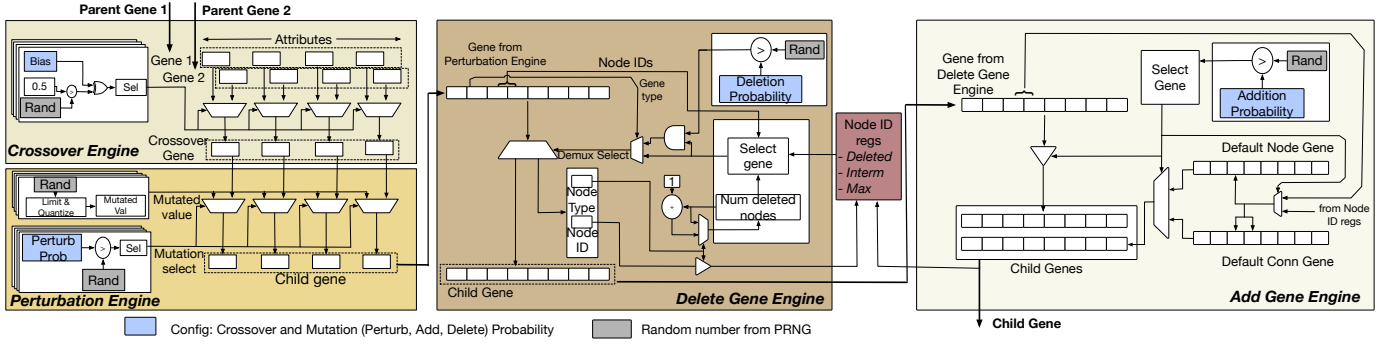 Parent Gene 1
Parent Gene 2
Attributes
Gene 1
Gene 2
Bias
0.5
>
Sel
Rand
Crossover
Gene
Crossover Engine
Rand
Limit &
Quantize
Mutated
Val
Mutated
value
Perturb
Prob
>
Sel
Rand
Mutation
select
Child gene
Perturbation Engine
Gene from
Perturbation Engine
Node IDs
Gene
type
>
Rand
Deletion
Probability
Demux Select
Select
gene
Node
Type
Node
ID
1
+
Num deleted
nodes
Child Gene
Delete Gene Engine
Node ID
regs
- Deleted
- Interm
- Max
Gene from
Delete Gene
Engine
Select
Gene
>
Rand
Addition
Probability
Default Node Gene
from Node
ID regs
Default Conn Gene
Child Genes
Add Gene Engine
Child Gene
Config: Crossover and Mutation (Perturb, Add, Delete) Probability
Random number from PRNG